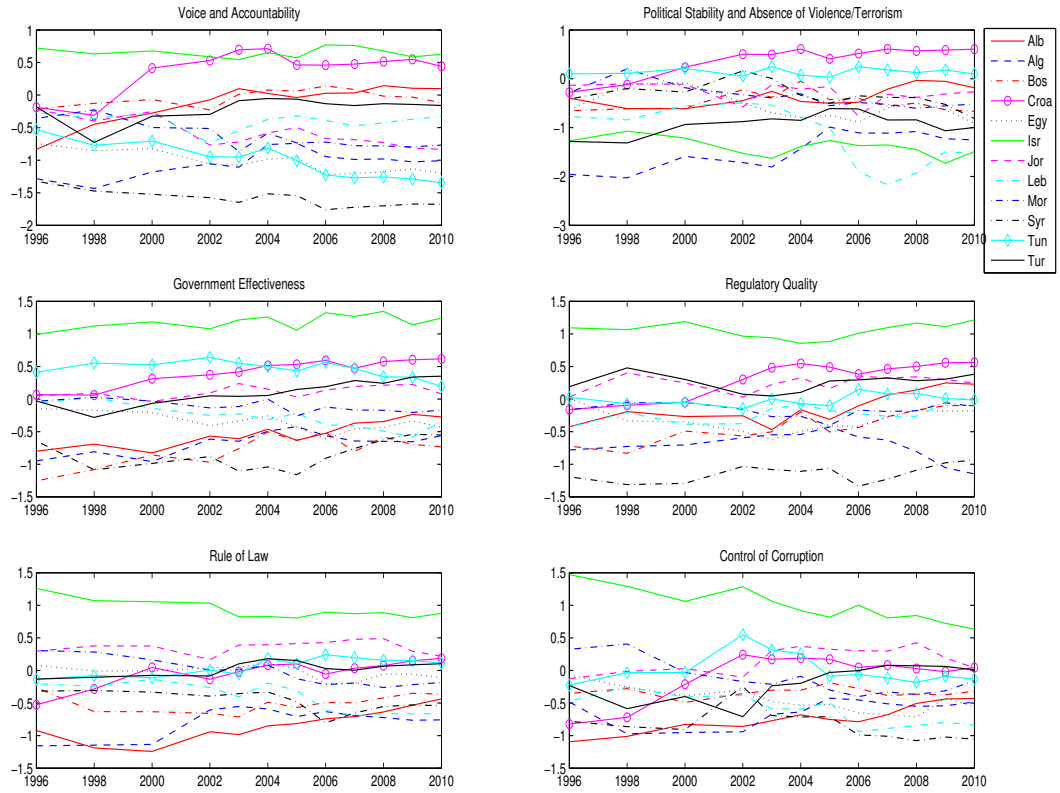 Voice and Accountability
1
0.5
0
−0.5
−1
−1.5
−2
1996 1998 2000 2002 2004 2006 2008 2010
Political Stability and Absence of Violence/Terrorism
1
0
−1
−2
−3
1996 1998 2000 2002 2004 2006 2008 2010
Alb
Alg
Bos
Croa
Egy
Isr
Jor
Leb
Mor
Syr
Tun
Tur
Government Effectiveness
1.5
1
0.5
0
−0.5
−1
−1.5
1996 1998 2000 2002 2004 2006 2008 2010
Regulatory Quality
1.5
1
0.5
0
−0.5
−1
−1.5
1996 1998 2000 2002 2004 2006 2008 2010
Rule of Law
1.5
1
0.5
0
−0.5
−1
−1.5
1996 1998 2000 2002 2004 2006 2008 2010
Control of Corruption
1.5
1
0.5
0
−0.5
−1
−1.5
1996 1998 2000 2002 2004 2006 2008 2010